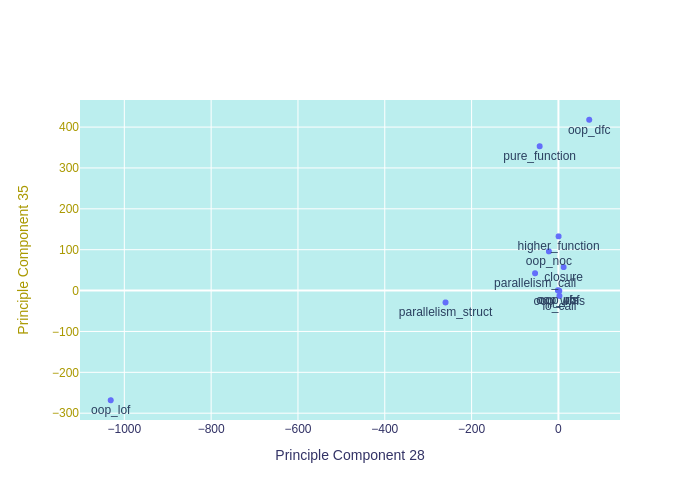 400
300
200
100
0
−100
−200
−300
−1000
−800
−600
−400
−200
0
Principle Component 28
Principle Component 35
oop_dfc
pure_function
higher_function
oop_noc
closure
parallelism_call
io_call
parallelism_struct
oop_lof